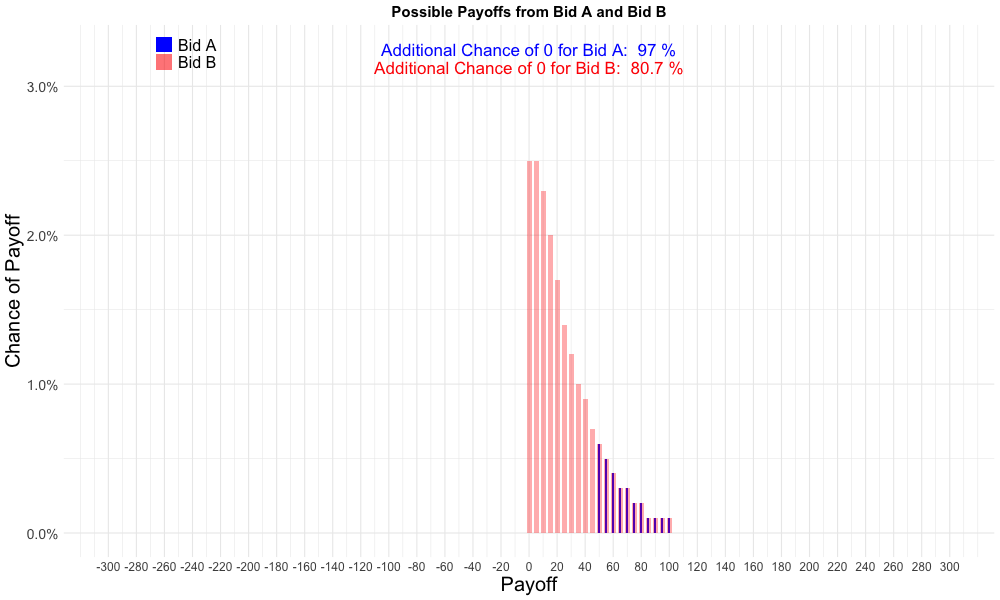 Possible Payoffs from Bid A and Bid B
Bid A
Bid B
Additional Chance of 0 for Bid A:  97 %
Additional Chance of 0 for Bid B:  80.7 %
Chance of Payoff
3.0%
2.0%
1.0%
0.0%
-300 -280 -260 -240 -220 -200 -180 -160 -140 -120 -100 -80 -60 -40 -20 0 20 40 60 80 100 120 140 160 180 200 220 240 260 280 300
Payoff